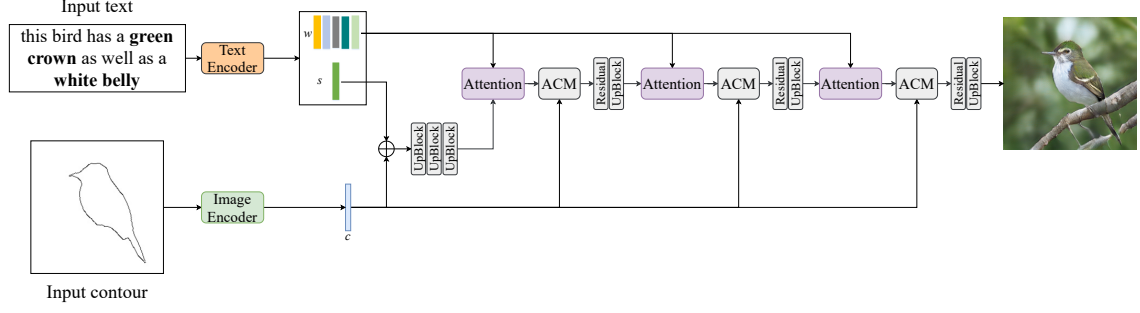 Input text
this bird has a green
crown as well as a
white belly
Text
Encoder
w
s
Attention
ACM
Residual
UpBlock
Attention
ACM
Residual
UpBlock
Attention
ACM
Residual
UpBlock
UpBlock
UpBlock
UpBlock
Image
Encoder
c
Input contour